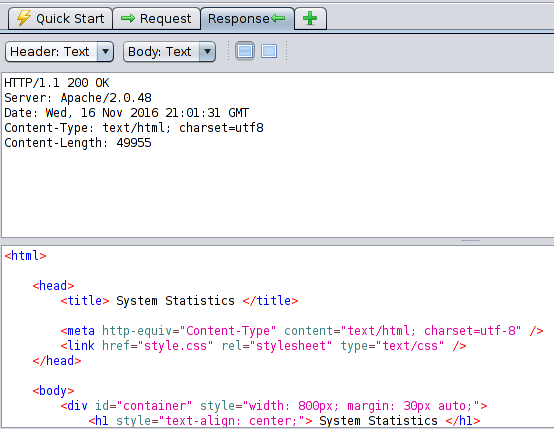 Quick Start Request Response
Header: Text Body: Text
HTTP/1.1 200 OK
Server: Apache/2.0.48
Date: Wed, 16 Nov 2016 21:01:31 GMT
Content-Type: text/html; charset=utf8
Content-Length: 49955
<html>
<head>
<title> System Statistics </title>
<meta http-equiv="Content-Type" content="text/html; charset=utf-8" />
<link href="style.css" rel="stylesheet" type="text/css" />
</head>
<body>
<div id="container" style="width: 800px; margin: 30px auto;">
<h1 style="text-align: center;"> System Statistics </h1>